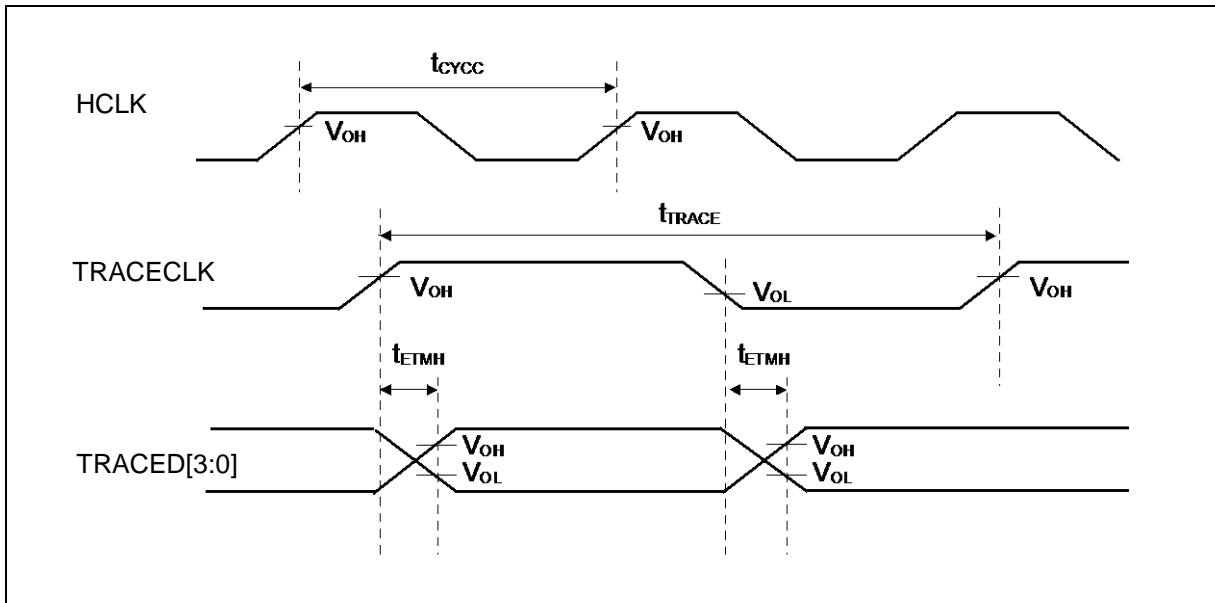 tCYCC
HCLK
VOH VOH
tTRACE
TRACECLK
VOH VOL VOH
tETMH tETMH
VOH VOH
TRACED[3:0]
VOL VOL